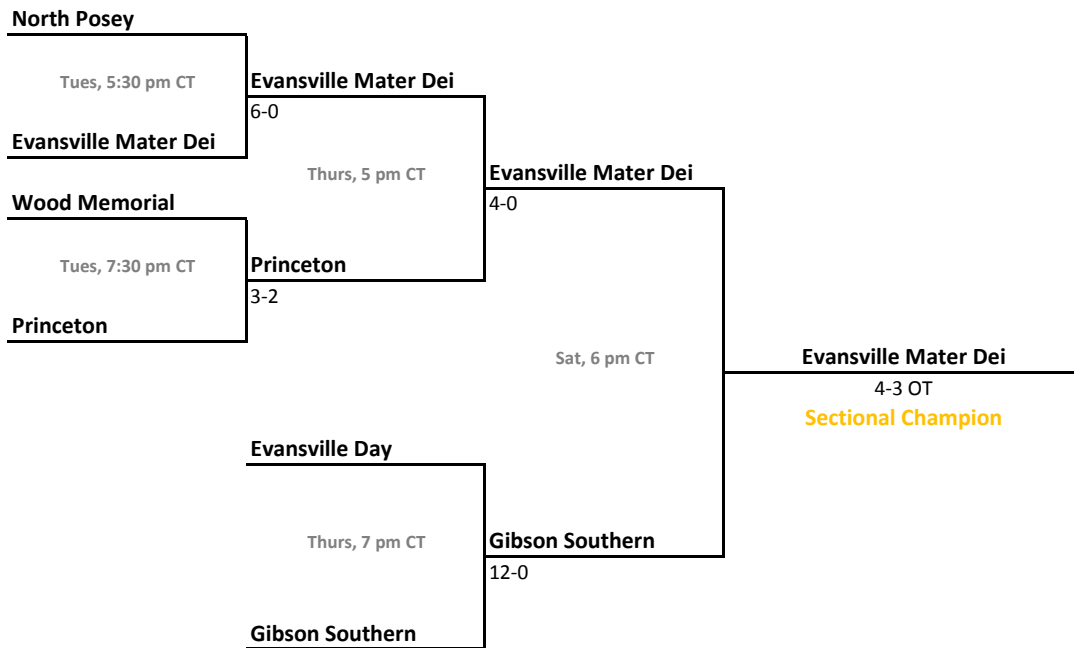 North Posey
Tues, 5:30 pm CT
Evansville Mater Dei
6-0
Evansville Mater Dei
Thurs, 5 pm CT
Evansville Mater Dei
4-0
Wood Memorial
Tues, 7:30 pm CT
Princeton
3-2
Princeton
Sat, 6 pm CT
Evansville Mater Dei
4-3 OT
Sectional Champion
Evansville Day
Thurs, 7 pm CT
Gibson Southern
12-0
Gibson Southern